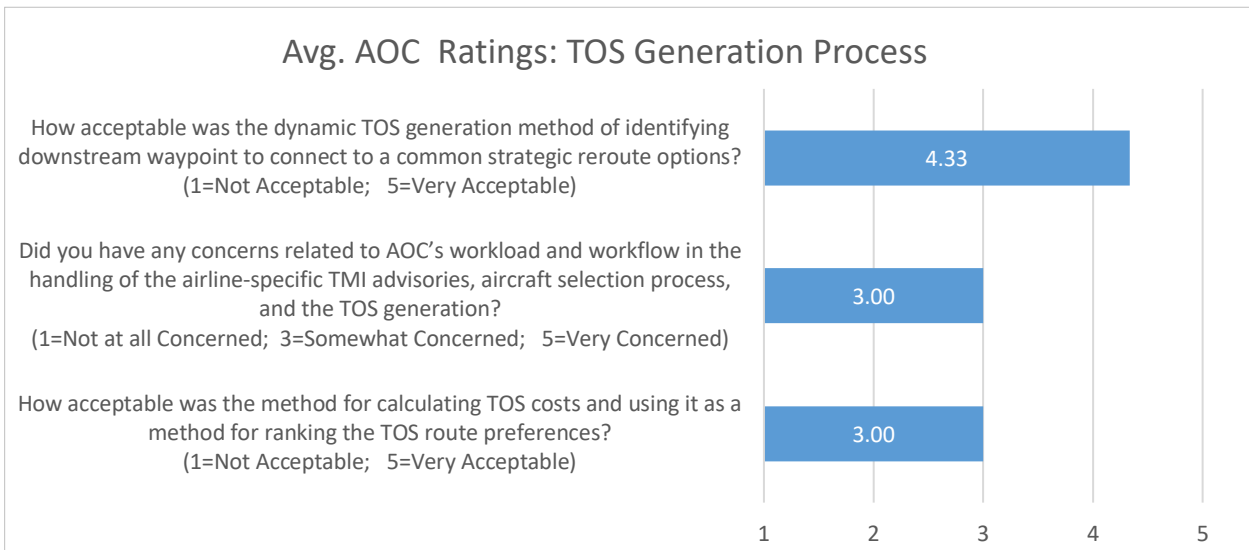 Avg. AOC  Ratings: TOS Generation Process
How acceptable was the dynamic TOS generation method of identifying
downstream waypoint to connect to a common strategic reroute options?
(1=Not Acceptable;   5=Very Acceptable)
4.33
Did you have any concerns related to AOC’s workload and workflow in the
handling of the airline-specific TMI advisories, aircraft selection process,
and the TOS generation?
(1=Not at all Concerned;  3=Somewhat Concerned;   5=Very Concerned)
3.00
How acceptable was the method for calculating TOS costs and using it as a
method for ranking the TOS route preferences?
(1=Not Acceptable;   5=Very Acceptable)
3.00
1 2 3 4 5